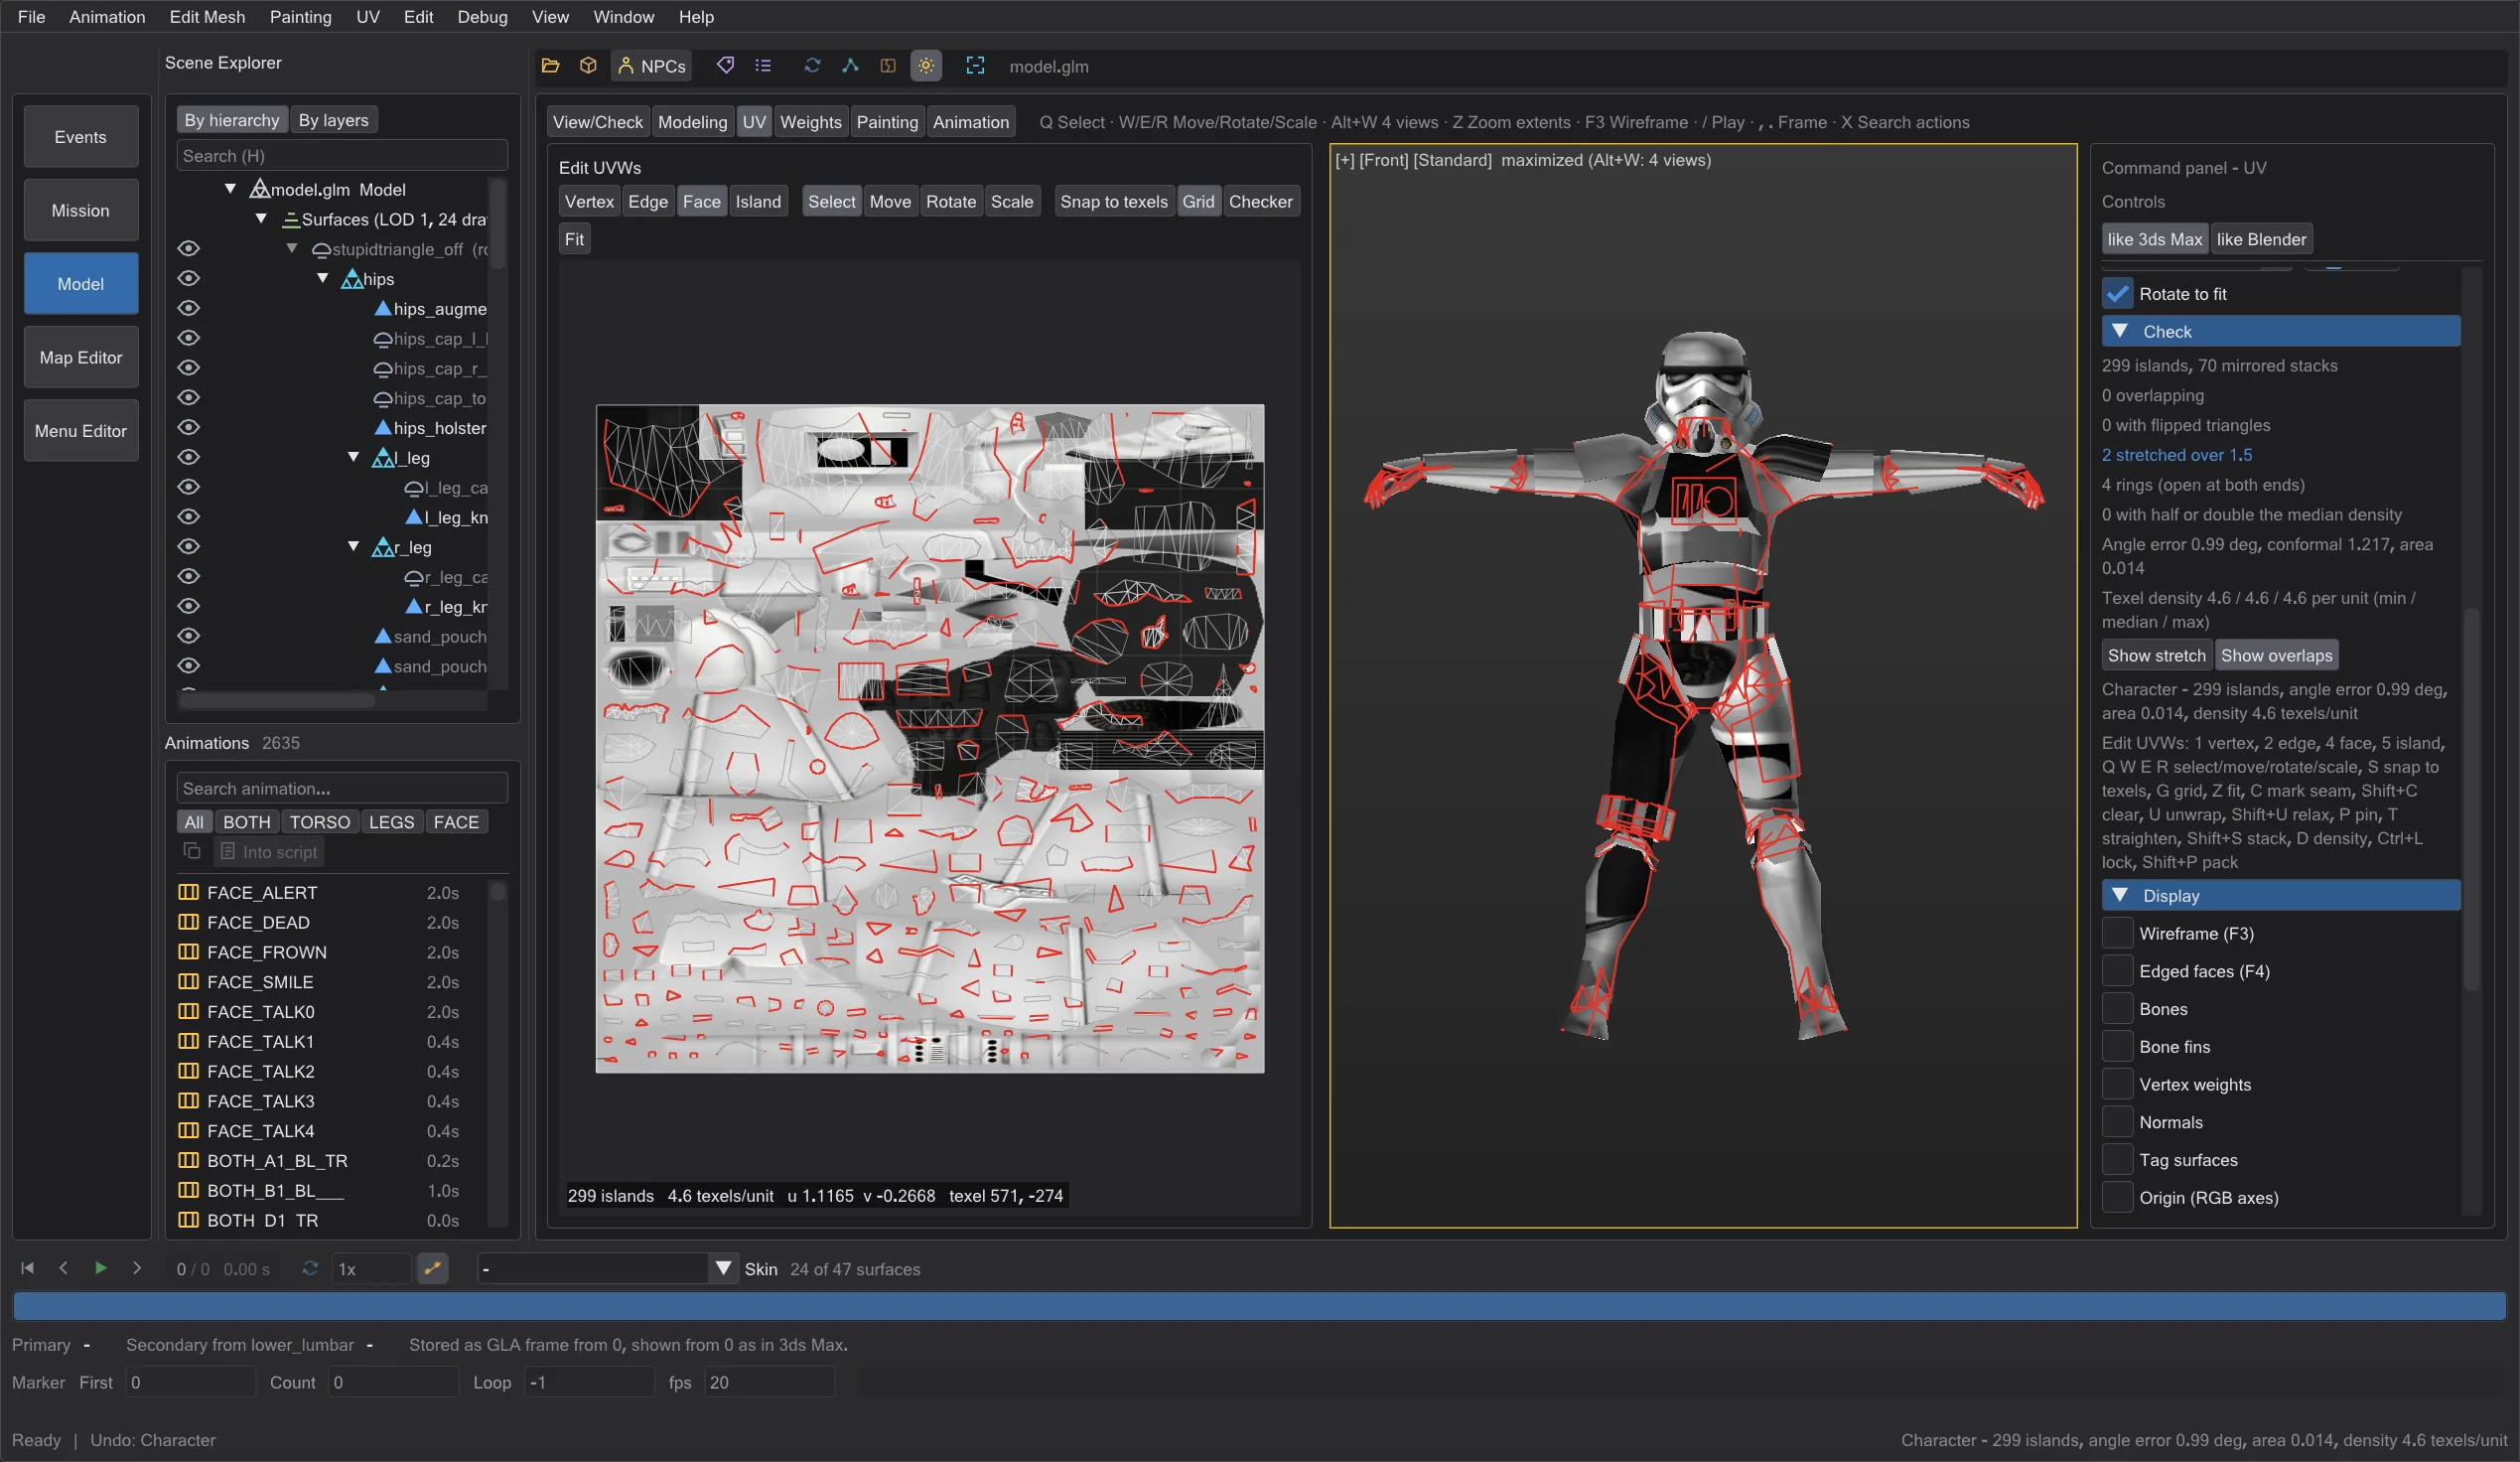 File Animation Edit Mesh Painting UV Edit Debug View Window Help
Scene Explorer
NPCs model.glm
Events
Mission
Model
Map Editor
Menu Editor
By hierarchy By layers
Search (H)
model.glm Model
Surfaces (LOD 1, 24 dra
stupidtriangle_off (ro
hips
hips_augme
hips_cap_l_l
hips_cap_r_
hips_cap_to
hips_holster
l_leg
l_leg_ca
l_leg_kn
r_leg
r_leg_ca
r_leg_kr
sand_pouch
sand_pouch
Animations 2635
Search animation...
All BOTH TORSO LEGS FACE
Into script
FACE_ALERT 2.0s
FACE_DEAD 2.0s
FACE_FROWN 2.0s
FACE_SMILE 2.0s
FACE_TALK0 2.0s
FACE_TALK1 0.4s
FACE_TALK2 0.4s
FACE_TALK3 0.4s
FACE_TALK4 0.4s
BOTH_A1_BL_TR 0.2s
BOTH_B1_BL___ 1.0s
BOTH_D1_TR 0.0s
View/Check Modeling UV Weights Painting Animation Q Select · W/E/R Move/Rotate/Scale · Alt+W 4 views · Z Zoom extents · F3 Wireframe · / Play · , . Frame · X Search actions
Edit UVWs
Vertex Edge Face Island Select Move Rotate Scale Snap to texels Grid Checker
Fit
299 islands 4.6 texels/unit u 1.1165 v -0.2668 texel 571, -274
[+] [Front] [Standard] maximized (Alt+W: 4 views)
Command panel - UV
Controls
like 3ds Max like Blender
Rotate to fit
Check
299 islands, 70 mirrored stacks
0 overlapping
0 with flipped triangles
2 stretched over 1.5
4 rings (open at both ends)
0 with half or double the median density
Angle error 0.99 deg, conformal 1.217, area
0.014
Texel density 4.6 / 4.6 / 4.6 per unit (min /
median / max)
Show stretch Show overlaps
Character - 299 islands, angle error 0.99 deg,
area 0.014, density 4.6 texels/unit
Edit UVWs: 1 vertex, 2 edge, 4 face, 5 island,
Q W E R select/move/rotate/scale, S snap to
texels, G grid, Z fit, C mark seam, Shift+C
clear, U unwrap, Shift+U relax, P pin, T
straighten, Shift+S stack, D density, Ctrl+L
lock, Shift+P pack
Display
Wireframe (F3)
Edged faces (F4)
Bones
Bone fins
Vertex weights
Normals
Tag surfaces
Origin (RGB axes)
0 / 0 0.00 s 1x - Skin 24 of 47 surfaces
Primary - Secondary from lower_lumbar - Stored as GLA frame from 0, shown from 0 as in 3ds Max.
Marker First 0 Count 0 Loop -1 fps 20
Ready | Undo: Character
Character - 299 islands, angle error 0.99 deg, area 0.014, density 4.6 texels/unit